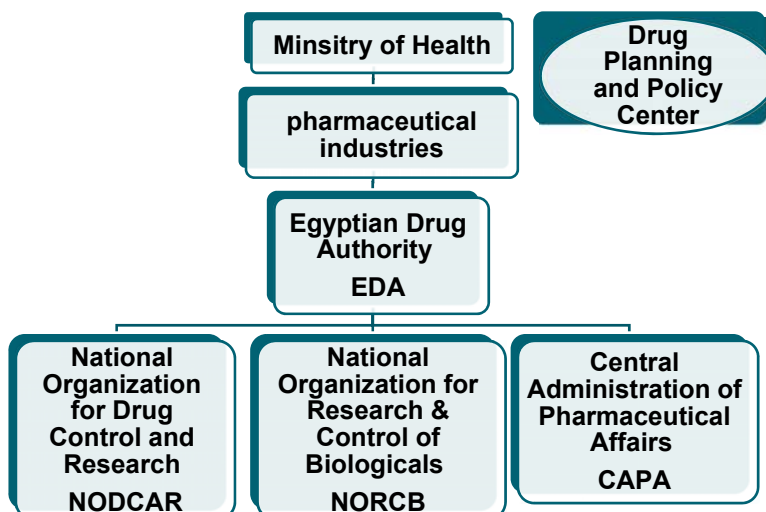 Minsitry of Health
Drug
Planning
and Policy
Center
pharmaceutical
industries
Egyptian Drug
Authority
EDA
National
Organization
for Drug
Control and
Research
NODCAR
National
Organization for
Research &
Control of
Biologicals
NORCB
Central
Administration of
Pharmaceutical
Affairs
CAPA